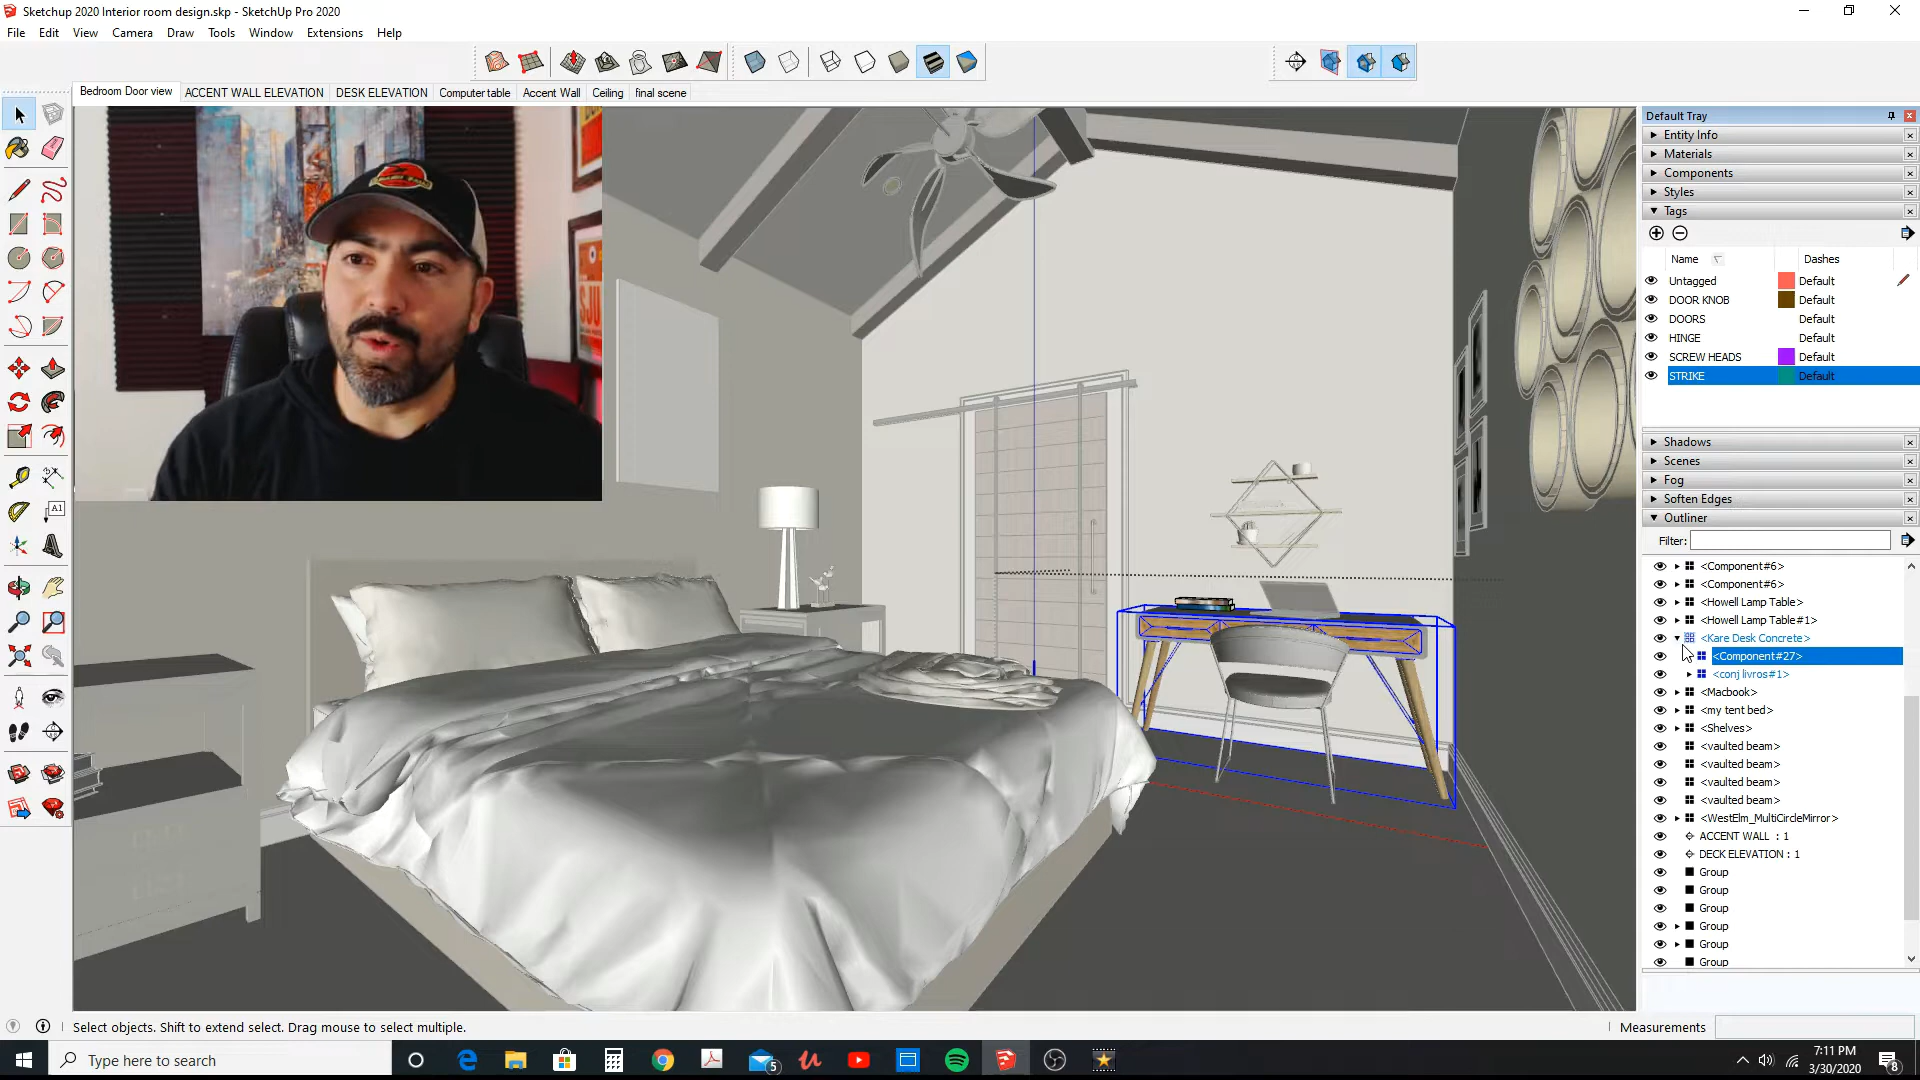 Sketchup 2020 Interior room design.skp - SketchUp Pro 2020
File Edit View Camera Draw Tools Window Extensions Help
Bedroom Door view ACCENT WALL ELEVATION DESK ELEVATION Computer table Accent Wall Ceiling final scene
A1
SJU
Default Tray
Entity Info
Materials
Components
Styles
Tags
Name Dashes
Untagged Default
DOOR KNOB Default
DOORS Default
HINGE Default
SCREW HEADS Default
STRIKE Default
Shadows
Scenes
Fog
Soften Edges
Outliner
Filter:
<Component#6>
<Component#6>
<Howell Lamp Table>
<Howell Lamp Table#1>
<Kare Desk Concrete>
<Component#27>
<conj livros#1>
<Macbook>
<my tent bed>
<Shelves>
<vaulted beam>
<vaulted beam>
<vaulted beam>
<vaulted beam>
<WestElm_MultiCircleMirror>
ACCENT WALL : 1
DECK ELEVATION : 1
Group
Group
Group
Group
Group
Group
Select objects. Shift to extend select. Drag mouse to select multiple.
Measurements
Type here to search
5
7:11 PM
3/30/2020
8